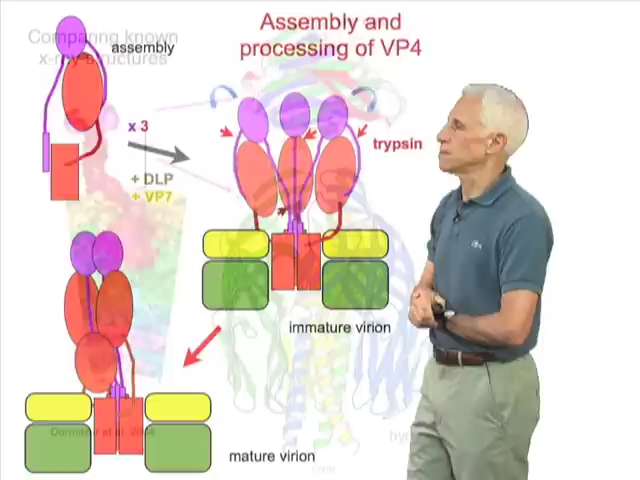 Comparing known
x-ray structures
Assembly and
processing of VP4
assembly
x 3
+ DLP
+ VP7
trypsin
immature virion
mature virion